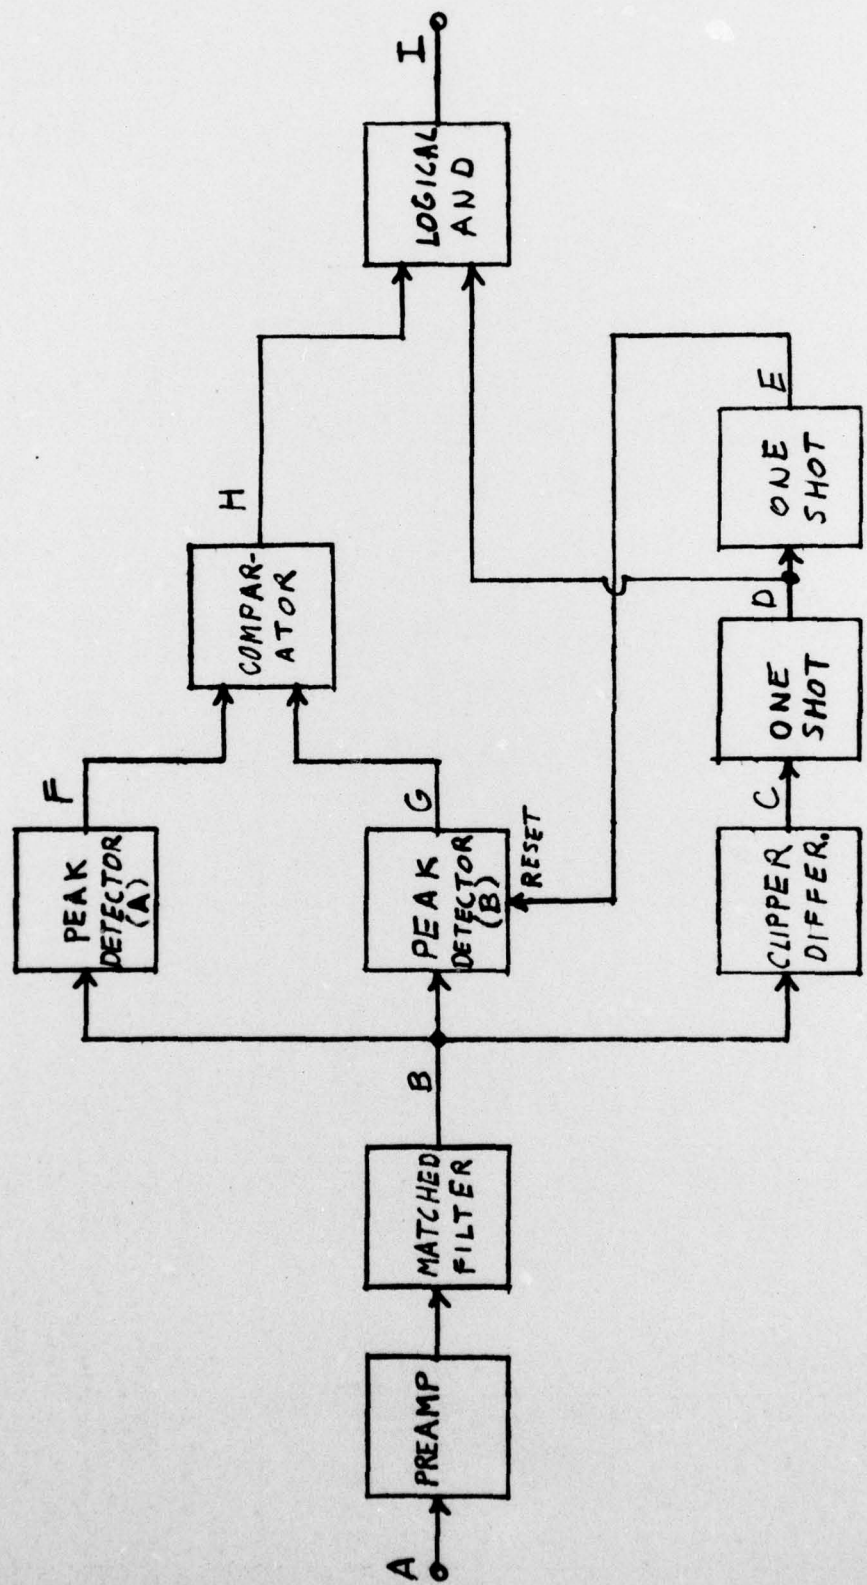 A
PREAMP
MATCHED
FILTER
B
PEAK
DETECTOR
(A)
F
PEAK
DETECTOR
(B)
G
RESET
CLIPPER
DIFFER.
C
ONE
SHOT
D
ONE
SHOT
E
COMPAR-
ATOR
H
LOGICAL
AND
I